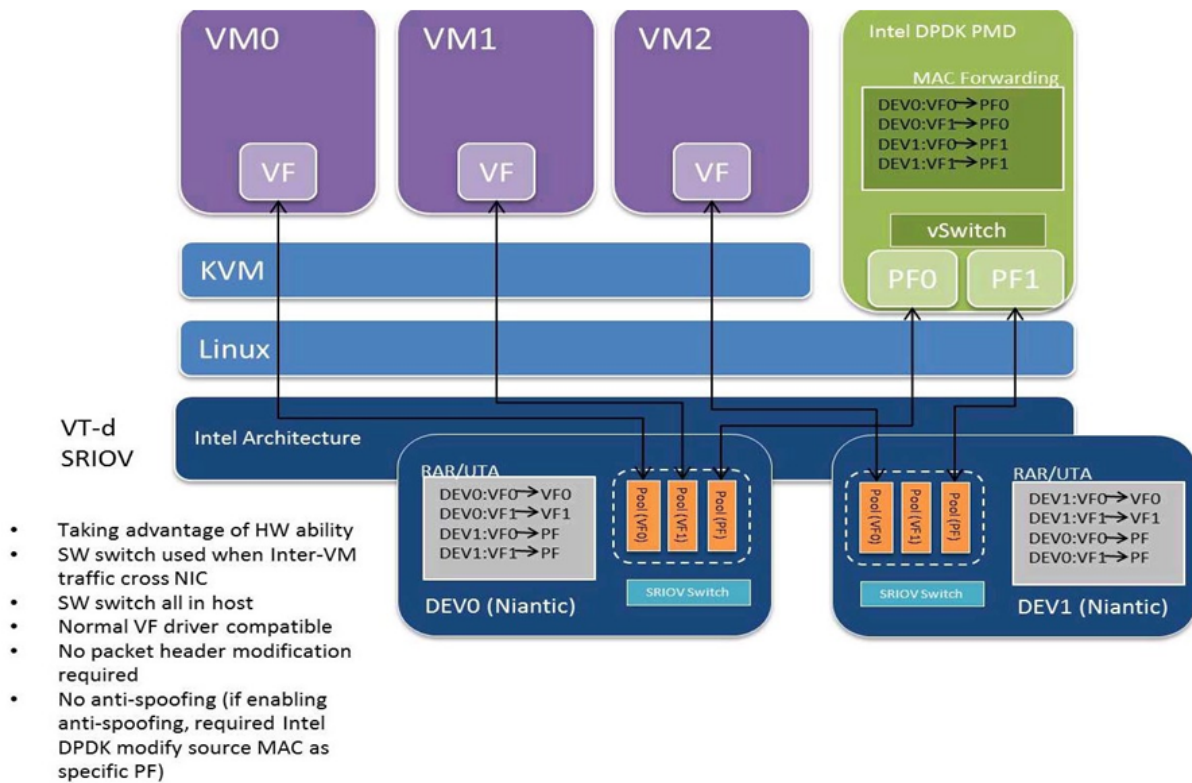 VM0
VM1
VM2
Intel DPDK PMD
MAC Forwarding
DEV0:VF0→PF0
DEV0:VF1→PF0
DEV1:VF0→PF1
DEV1:VF1→PF1
VF
VF
VF
vSwitch
PF0
PF1
KVM
Linux
VT-d
SRIOV
Intel Architecture
RAR/UTA
DEV0:VF0→VF0
DEV0:VF1→VF1
DEV1:VF0→PF
DEV1:VF1→PF
Pool (VF0)
Pool (VF1)
Pool (PF)
SRIOV Switch
DEV0 (Niantic)
Pool (VF0)
Pool (VF1)
Pool (PF)
SRIOV Switch
RAR/UTA
DEV1:VF0→VF0
DEV1:VF1→VF1
DEV0:VF0→PF
DEV0:VF1→PF
DEV1 (Niantic)
• Taking advantage of HW ability
• SW switch used when Inter-VM
traffic cross NIC
• SW switch all in host
• Normal VF driver compatible
• No packet header modification
required
• No anti-spoofing (if enabling
anti-spoofing, required Intel
DPDK modify source MAC as
specific PF)